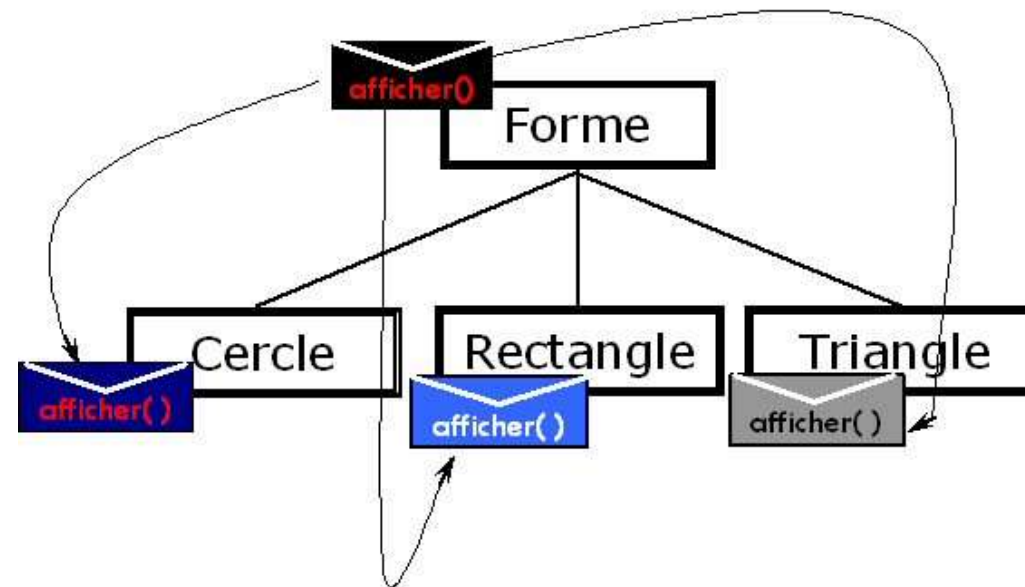 afficher()
Forme
Cercle
Rectangle
Triangle
afficher( )
afficher( )
afficher( )